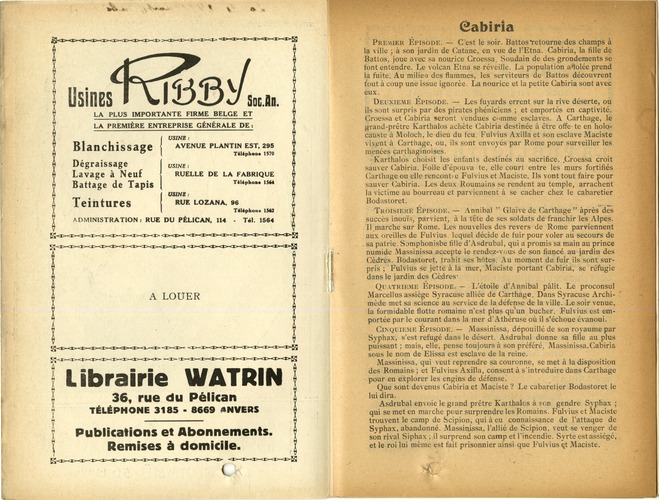 Usines RIBBY Soc.An.
LA PLUS IMPORTANTE FIRME BELGE ET
LA PREMIÈRE ENTREPRISE GÉNÉRALE DE :
Blanchissage
USINE :
AVENUE PLANTIN EST, 295
Téléphone 1570
Dégraissage
Lavage à Neuf
Battage de Tapis
USINE :
RUELLE DE LA FABRIQUE
Téléphone 1564
Teintures
USINE :
RUE LOZANA, 96
Téléphone 1562
ADMINISTRATION : RUE DU PÉLICAN, 114 - Tél. 1564
A LOUER
Librairie WATRIN
36, rue du Pélican
TÉLÉPHONE 3185 - 8669 ANVERS
Publications et Abonnements.
Remises à domicile.
Cabiria
PREMIER ÉPISODE. — C'est le soir. Battos retourne des champs à
la ville ; à son jardin de Catane, en vue de l'Etna. Cabiria, la fille de
Battos, joue avec sa nourice Croessa. Soudain de des grondements se
font entendre. Le volcan Etna se réveille. La population affolée prend
la fuite. Au milieu des flammes, les serviteurs de Battos découvrent
tout à coup une issue ignorée. La nourice et la petite Cabiria sont avec
eux.
DEUXIEME ÉPISODE. — Les fuyards errent sur la rive déserte, ou
ils sont surpris par des pirates phéniciens ; et emportés en captivité.
Croessa et Cabiria seront vendues comme esclaves. A Carthage, le
grand-prêtre Karthalos achète Cabiria destinée à être offerte en holo-
causte à Moloch, le dieu du feu. Fulvius Axilla et son esclave Maciste
vivent à Carthage, ou, ils sont envoyés par Rome pour surveiller les
menées carthaginoises.
Karthalos choisit les enfants destinés au sacrifice. Croessa croit
sauver Cabiria. Folle d'épouvante, elle court entre les murs fortifiés
Carthage ou elle rencontre Fulvius et Maciste. Ils vont tout faire pour
sauver Cabiria. Les deux Roumains se rendent au temple, arrachent
la victime au bourreau et parviennent à se cacher chez le cabaretier
Bodastoret.
TROISIÈME ÉPISODE. — Annibal " Glaive de Carthage " après des
succès inouïs, parvient, à la tête de ses soldats de franchir les Alpes.
Il marche sur Rome. Les nouvelles des revers de Rome parviennent
aux oreilles de Fulvius, lequel décide de fuir pour voler au secours de
sa patrie. Somphonisbe fille d'Asdrubal, qui a promis sa main au prince
numide Massinissa accepte le rendez-vous de son fiancé au jardin des
Cèdres. Bodastoret, trahit ses hôtes. Au moment de fuir ils sont sur-
pris ; Fulvius se jette à la mer, Maciste portant Cabiria, se réfugie
dans le jardin des Cèdres.
QUATRIEME ÉPISODE. — L'étoile d'Annibal pâlit. Le proconsul
Marcellus assiège Syracuse alliée de Carthage. Dans Syracuse Archi-
mède met sa science au service de la défense de la ville. Le soir venue,
la formidable flotte romaine n'est plus qu'un bucher. Fulvius est em-
portée par le courant dans la mer d'Athéruse où il s'échoue évanoui.
CINQUIEME ÉPISODE. — Massinissa, dépouillé de son royaume par
Syphax, s'est refugé dans le désert. Asdrubal donne sa fille au plus
puissant ; mais, elle, pense toujours à son préféré, Massinissa.Cabiria
sous le nom de Elissa est esclave de la reine.
Massinissa, qui veut reprendre sa couronne, se met à la disposition
des Romains ; et Fulvius Axilla, consent à s'introduire dans Carthage
pour en explorer les engins de défense.
Que sont devenus Cabiria et Maciste ? Le cabaretier Bodastoret le
lui dira.
Asdrubal envoie le grand prêtre Karthalos à son gendre Syphax ;
qui se met en marche pour surprendre les Romains. Fulvius et Maciste
trouvent le camp de Scipion, qui a eu connaissance de l'attaque de
Syphax, abandonné. Massinissa, l'allié de Scipion, veut se venger de
son rival Siphax ; il surprend son camp et l'incendie. Syrte est assiégé,
et le roi lui même est fait prisonnier ainsi que Fulvius et Maciste.